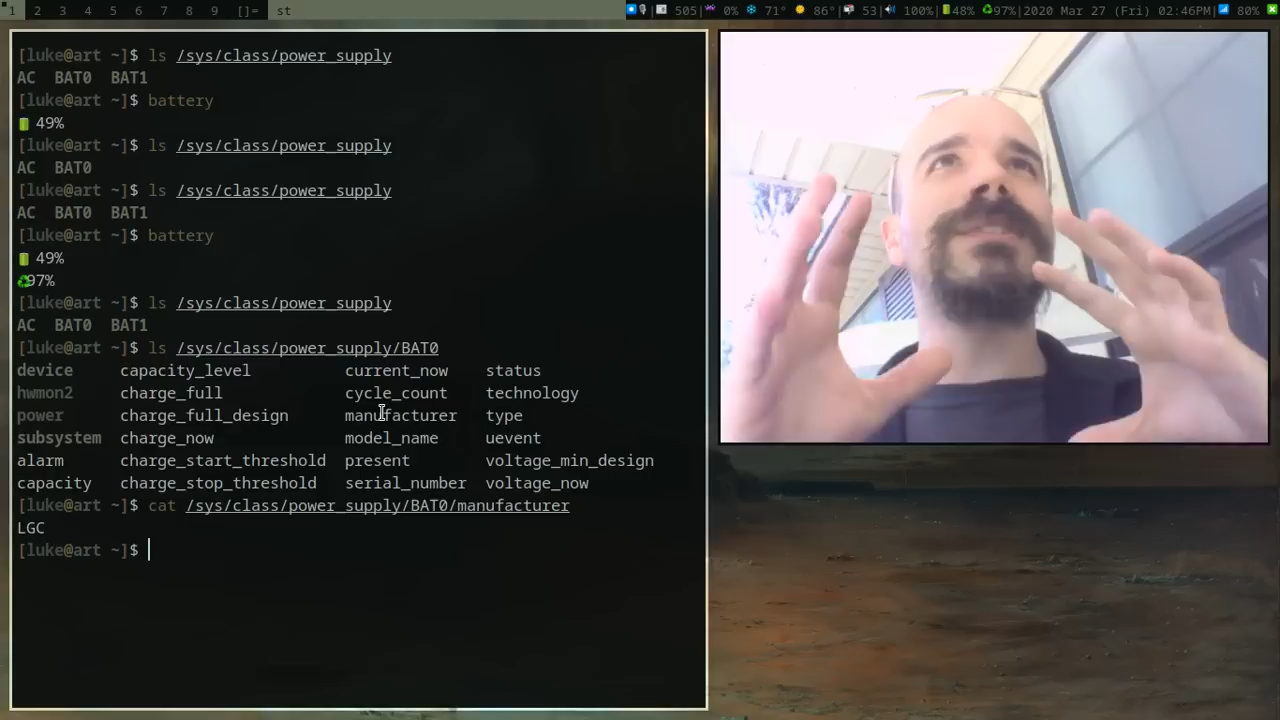 1 2 3 4 5 6 7 8 9 []= st 505| 0% 71° 86°| 53| 100%| 48% 97%|2020 Mar 27 (Fri) 02:46PM| 80%
[luke@art ~]$ ls /sys/class/power_supply
AC BAT0 BAT1
[luke@art ~]$ battery
49%
[luke@art ~]$ ls /sys/class/power_supply
AC BAT0
[luke@art ~]$ ls /sys/class/power_supply
AC BAT0 BAT1
[luke@art ~]$ battery
49%
97%
[luke@art ~]$ ls /sys/class/power_supply
AC BAT0 BAT1
[luke@art ~]$ ls /sys/class/power_supply/BAT0
device capacity_level current_now status
hwmon2 charge_full cycle_count technology
power charge_full_design manufacturer type
subsystem charge_now model_name uevent
alarm charge_start_threshold present voltage_min_design
capacity charge_stop_threshold serial_number voltage_now
[luke@art ~]$ cat /sys/class/power_supply/BAT0/manufacturer
LGC
[luke@art ~]$